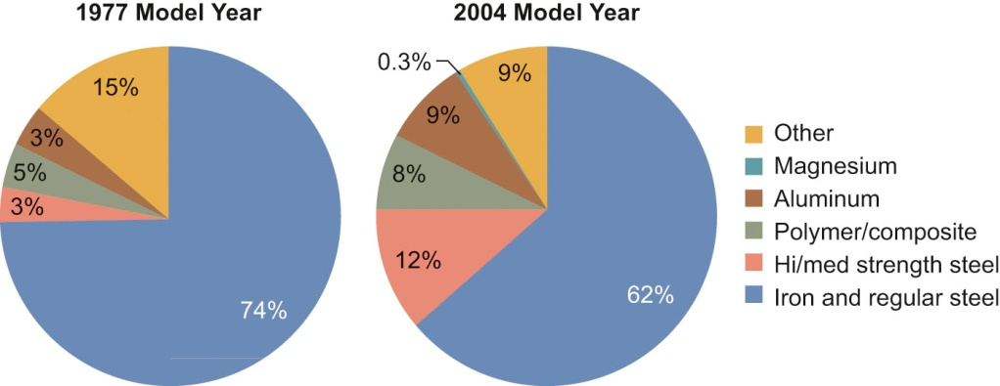 1977 Model Year
2004 Model Year
15%
3%
5%
3%
74%
0.3%
9%
9%
8%
12%
62%
Other
Magnesium
Aluminum
Polymer/composite
Hi/med strength steel
Iron and regular steel